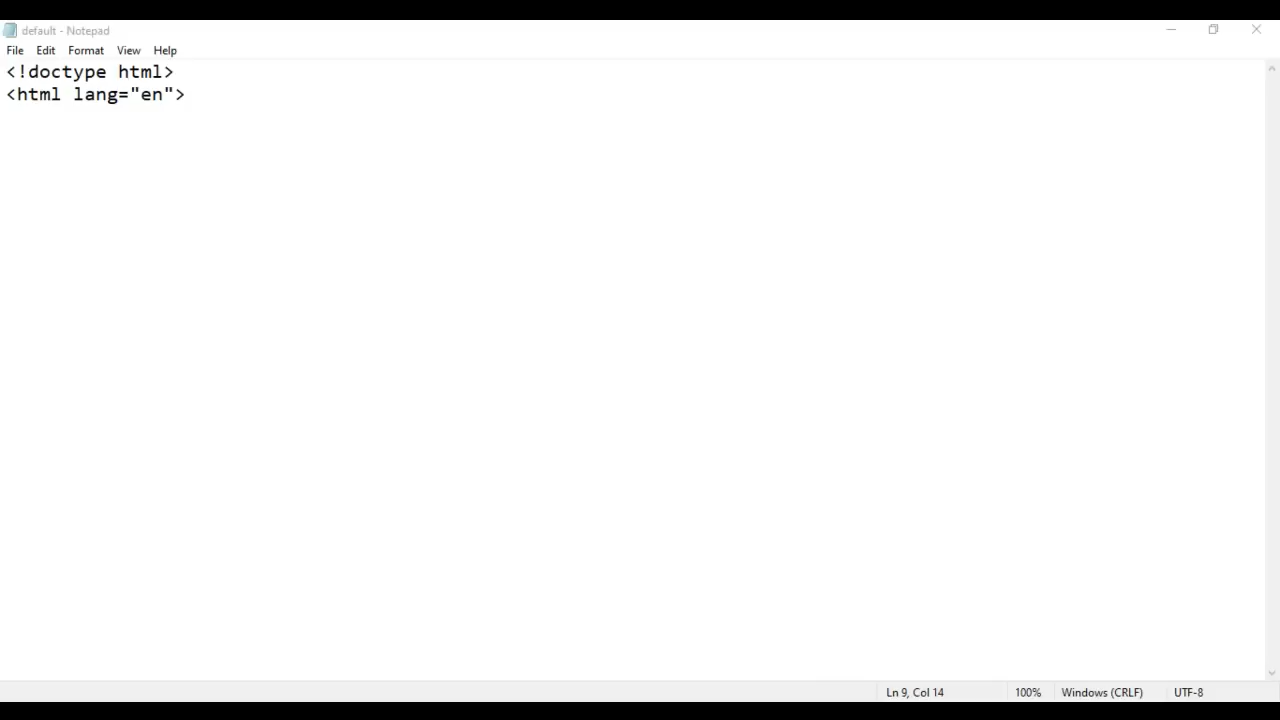 default - Notepad
File Edit Format View Help
<!doctype html>
<html lang="en">
Ln 9, Col 14 100% Windows (CRLF) UTF-8